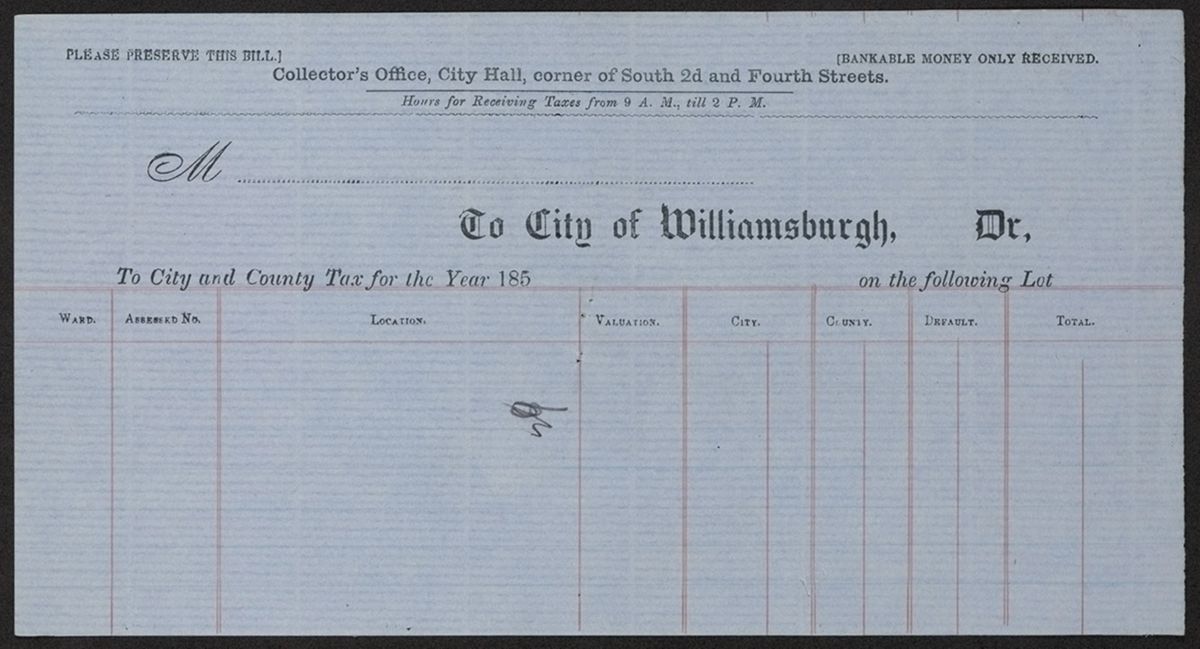 PLEASE PRESERVE THIS BILL.]
[BANKABLE MONEY ONLY RECEIVED.
Collector's Office, City Hall, corner of South 2d and Fourth Streets.
Hours for Receiving Taxes from 9 A. M., till 2 P. M.
M
To City of Williamsburgh, Dr,
To City and County Tax for the Year 185 on the following Lot
WARD. ASSESSED NO. LOCATION. VALUATION. CITY. COUNTY. DEFAULT. TOTAL.